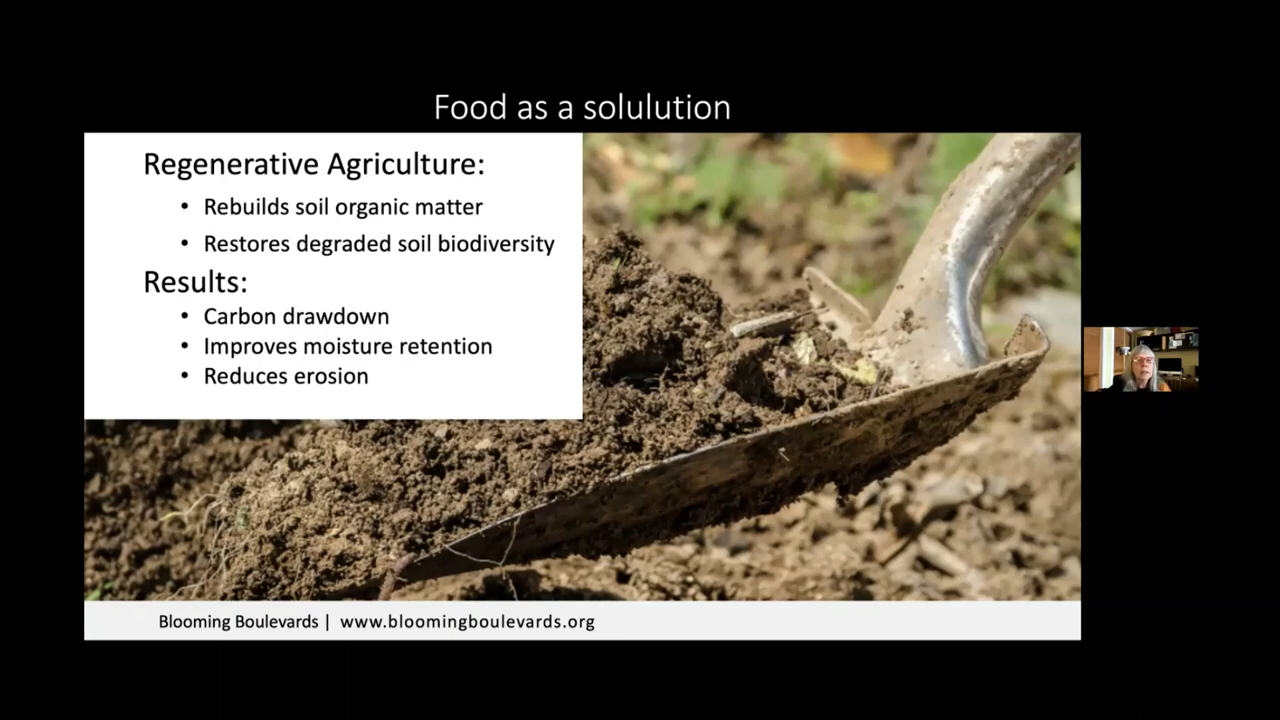 Food as a solulution
Regenerative Agriculture:
• Rebuilds soil organic matter
• Restores degraded soil biodiversity
Results:
• Carbon drawdown
• Improves moisture retention
• Reduces erosion
Blooming Boulevards | www.bloomingboulevards.org